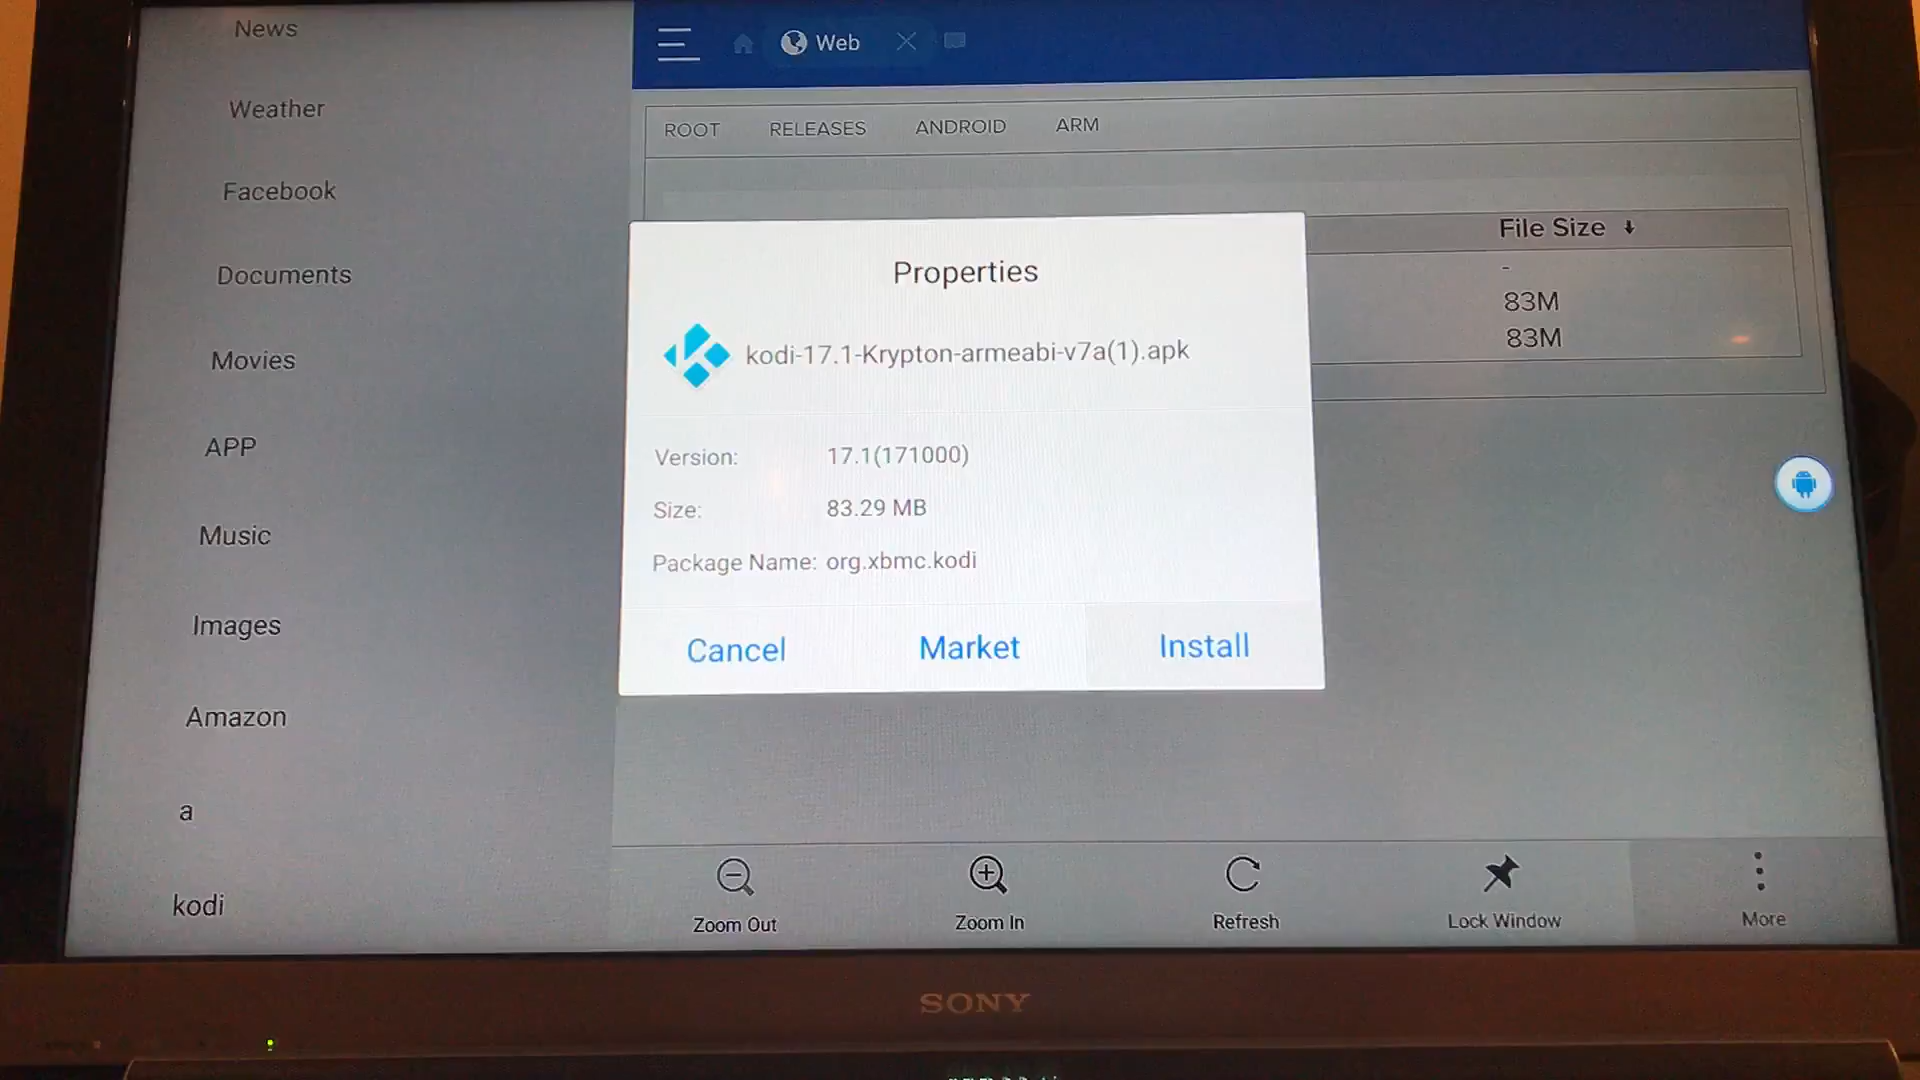 News
Weather
Facebook
Documents
Movies
APP
Music
Images
Amazon
a
kodi
Web
ROOT RELEASES ANDROID ARM
File Size ↓
-
83M
83M
Properties
kodi-17.1-Krypton-armeabi-v7a(1).apk
Version: 17.1(171000)
Size: 83.29 MB
Package Name: org.xbmc.kodi
Cancel Market Install
Zoom Out Zoom In Refresh Lock Window More
SONY